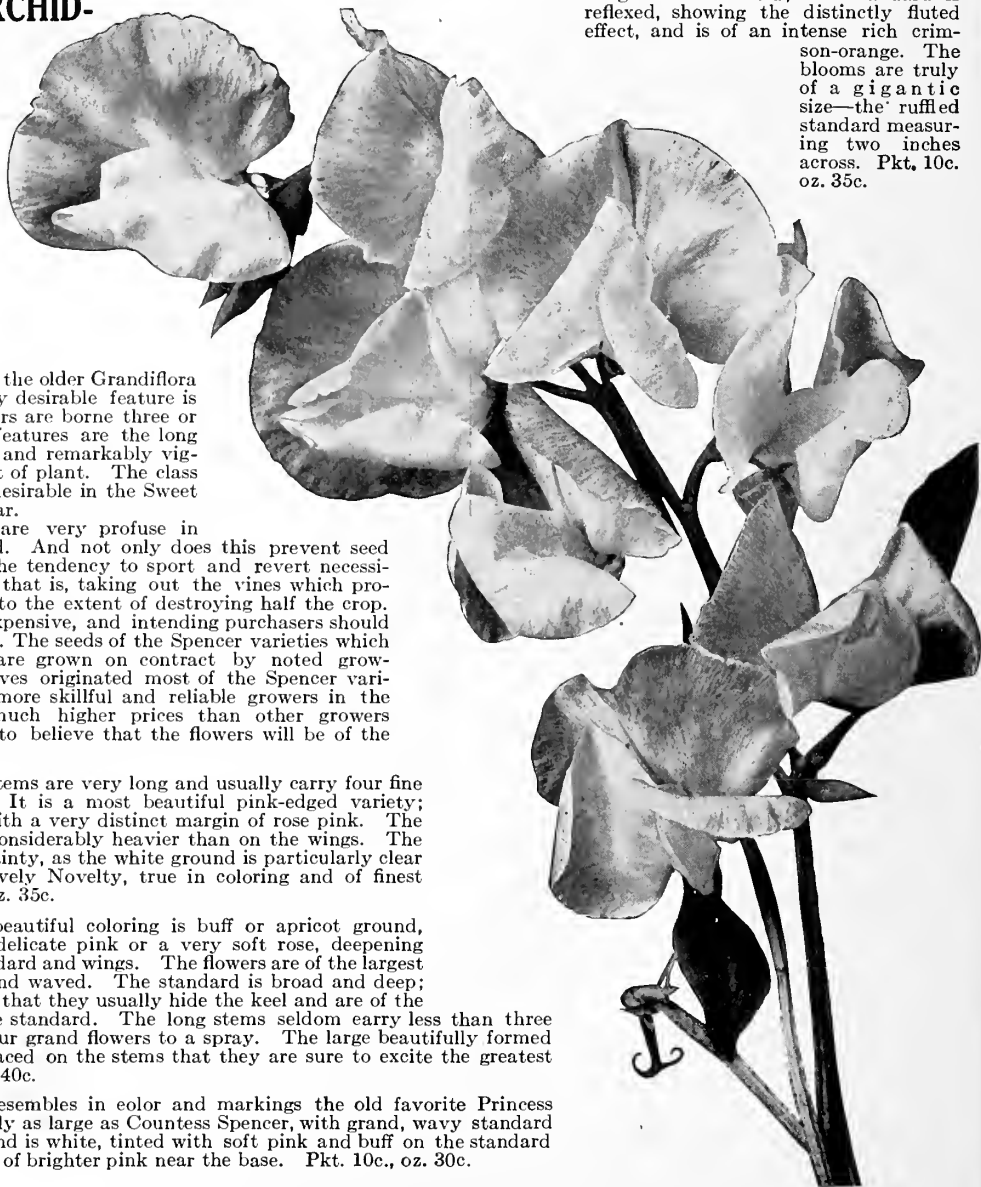 RCHID-
reflexed, showing the distinctly fluted
effect, and is of an intense rich crim-
son-orange. The
blooms are truly
of a gigantic
size—the ruffled
standard measur-
ing two inches
across. Pkt. 10c.
oz. 35c.
the older Grandiflora
y desirable feature is
rs are borne three or
features are the long
and remarkably vig-
t of plant. The class
desirable in the Sweet
ar.
are very profuse in
d. And not only does this prevent seed
he tendency to sport and revert necessi-
that is, taking out the vines which pro-
to the extent of destroying half the crop.
xpensive, and intending purchasers should
. The seeds of the Spencer varieties which
are grown on contract by noted grow-
ves originated most of the Spencer vari-
more skillful and reliable growers in the
much higher prices than other growers
to believe that the flowers will be of the
tems are very long and usually carry four fine
It is a most beautiful pink-edged variety;
ith a very distinct margin of rose pink. The
onsiderably heavier than on the wings. The
inty, as the white ground is particularly clear
vely Novelty, true in coloring and of finest
z. 35c.
beautiful coloring is buff or apricot ground,
delicate pink or a very soft rose, deepening
dard and wings. The flowers are of the largest
nd waved. The standard is broad and deep;
that they usually hide the keel and are of the
e standard. The long stems seldom earry less than three
ur grand flowers to a spray. The large beautifully formed
aced on the stems that they are sure to excite the greatest
40c.
esembles in eolor and markings the old favorite Princess
ly as large as Countess Spencer, with grand, wavy standard
nd is white, tinted with soft pink and buff on the standard
of brighter pink near the base. Pkt. 10c., oz. 30c.